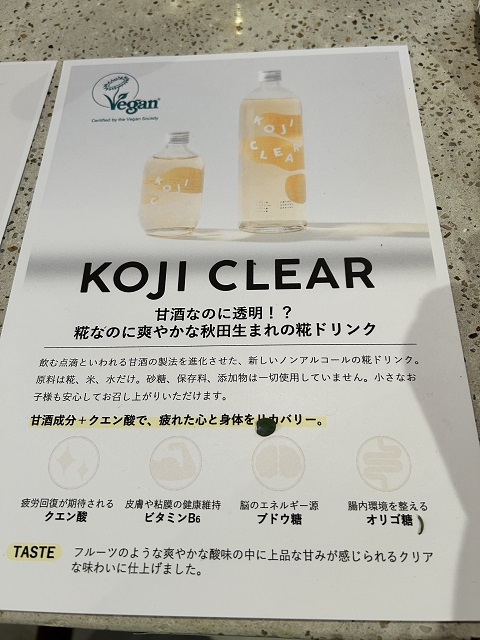 Vegan
Certified by the Vegan Society
KOJI
CLEAR
KOJI
CLEAR
KOJI CLEAR
甘酒なのに透明！？
糀なのに爽やかな秋田生まれの糀ドリンク
飲む点滴といわれる甘酒の製法を進化させた、新しいノンアルコールの糀ドリンク。
原料は糀、米、水だけ。砂糖、保存料、添加物は一切使用していません。小さなお
子様も安心してお召し上がりいただけます。
甘酒成分＋クエン酸で、疲れた心と身体をリカバリー。
疲労回復が期待される 皮膚や粘膜の健康維持 脳のエネルギー源 腸内環境を整える
クエン酸 ビタミンB6 ブドウ糖 オリゴ糖
TASTE フルーツのような爽やかな酸味の中に上品な甘みが感じられるクリア
な味わいに仕上げました。